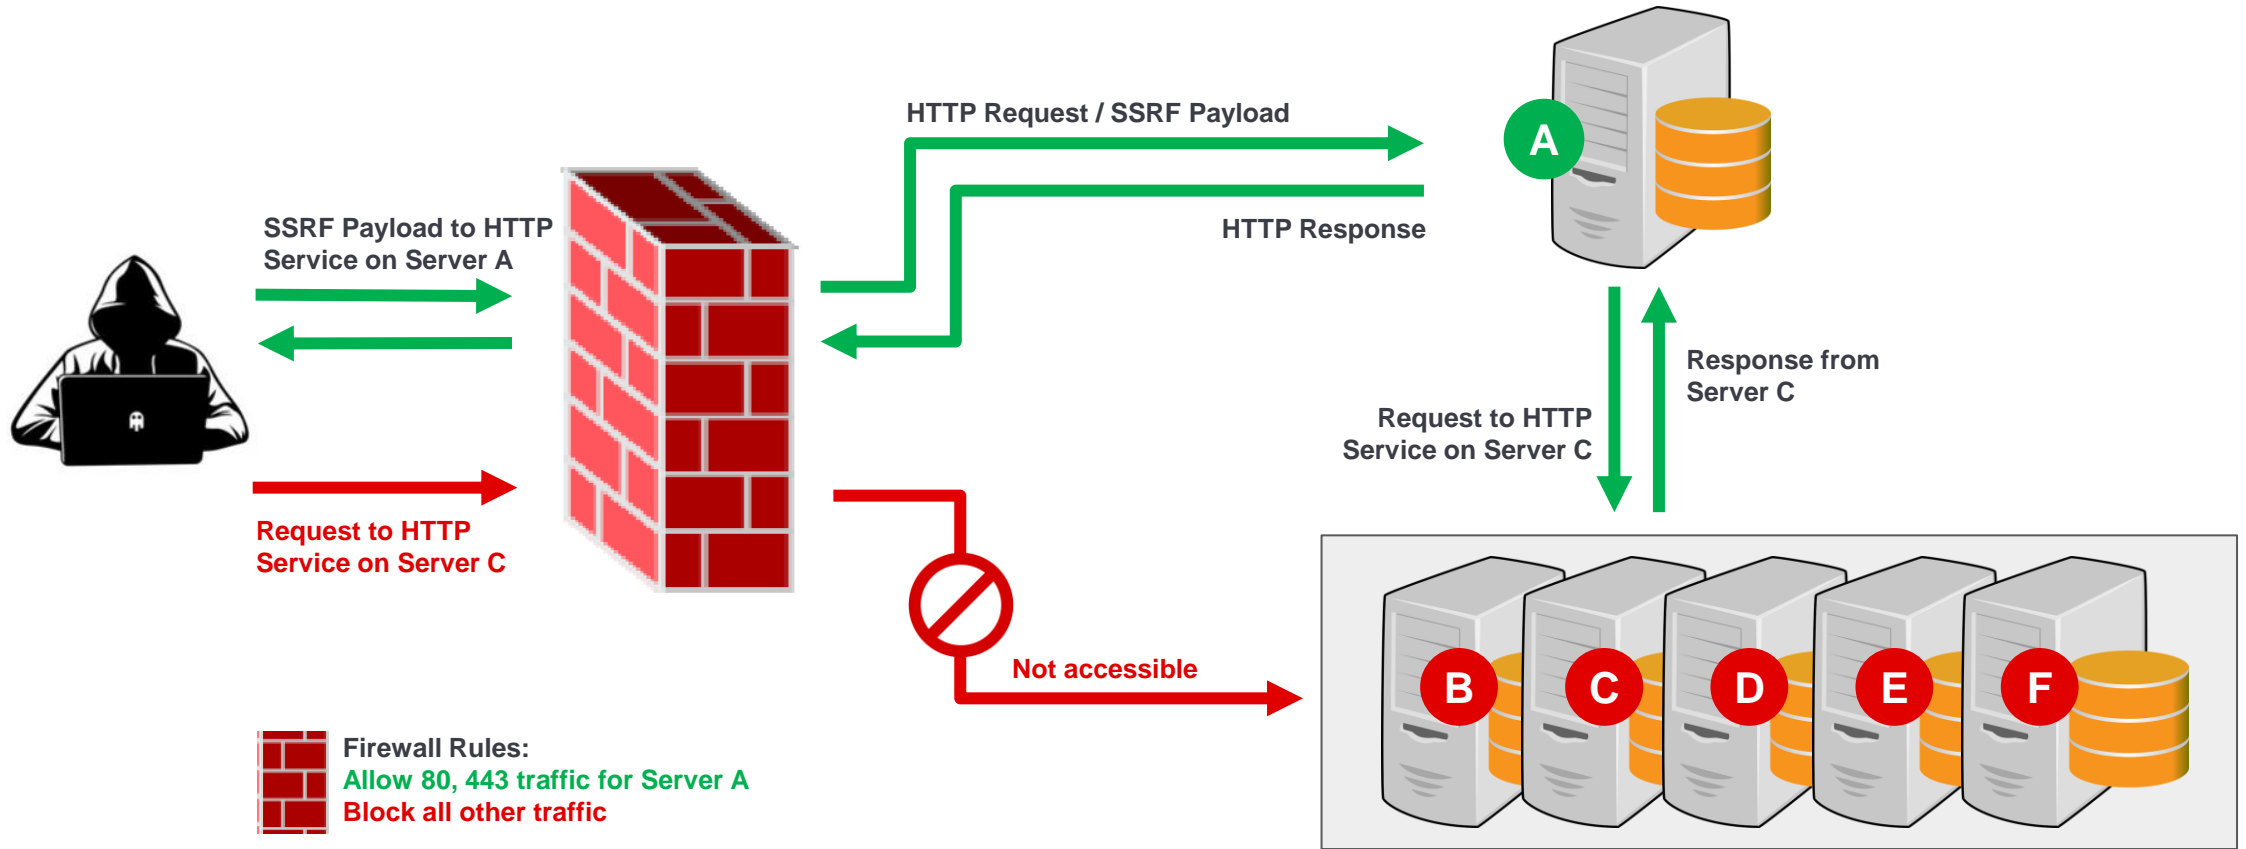 HTTP Request / SSRF Payload
A
SSRF Payload to HTTP
Service on Server A
HTTP Response
Response from
Server C
Request to HTTP
Service on Server C
Request to HTTP
Service on Server C
Not accessible
B
C
D
E
F
Firewall Rules:
Allow 80, 443 traffic for Server A
Block all other traffic